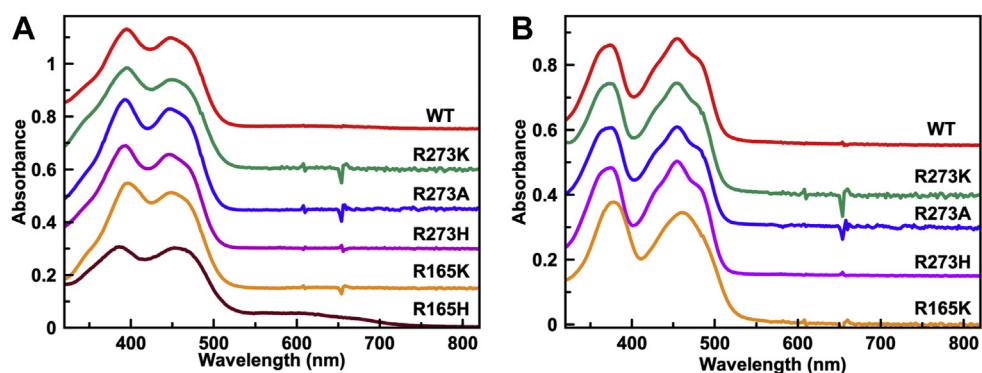 A
Absorbance
1
0.8
0.6
0.4
0.2
0
WT
R273K
R273A
R273H
R165K
R165H
400
500
600
700
800
Wavelength (nm)
B
Absorbance
0.8
0.6
0.4
0.2
0
WT
R273K
R273A
R273H
R165K
400
500
600
700
800
Wavelength (nm)